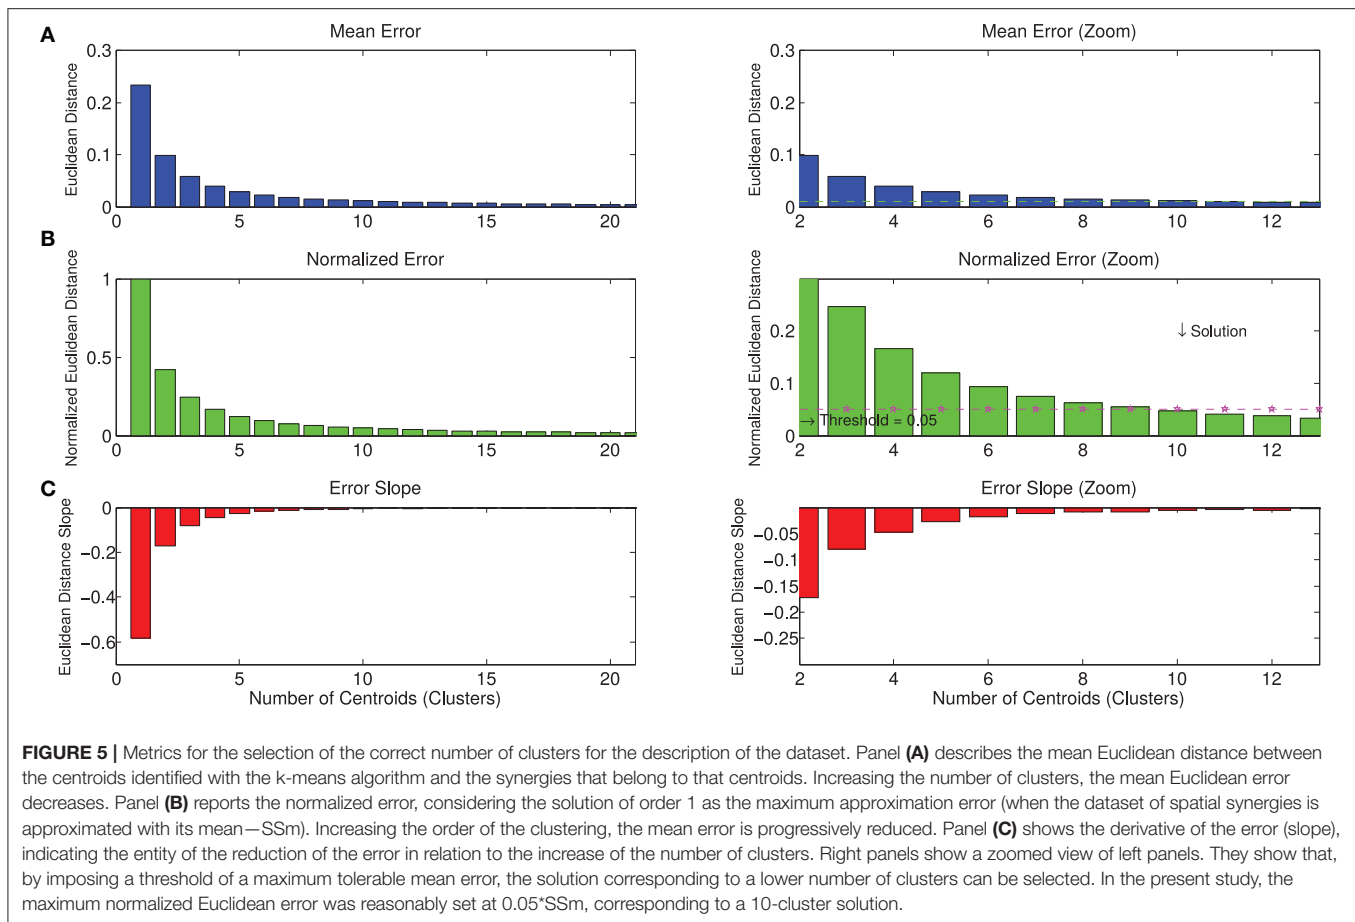 A
Mean Error
Mean Error (Zoom)
Euclidean Distance
0.3
0.2
0.1
0
0
5
10
15
20
Euclidean Distance
0.3
0.2
0.1
0
2
4
6
8
10
12
B
Normalized Error
Normalized Error (Zoom)
Normalized Euclidean Distance
1
0.5
0
0
5
10
15
20
Normalized Euclidean Distance
0.2
0.1
0
↓ Solution
→ Threshold = 0.05
2
4
6
8
10
12
C
Error Slope
Error Slope (Zoom)
Euclidean Distance Slope
0
−0.2
−0.4
−0.6
0
5
10
15
20
Number of Centroids (Clusters)
Euclidean Distance Slope
−0.05
−0.1
−0.15
−0.2
−0.25
2
4
6
8
10
12
Number of Centroids (Clusters)
FIGURE 5 | Metrics for the selection of the correct number of clusters for the description of the dataset. Panel (A) describes the mean Euclidean distance between
the centroids identified with the k-means algorithm and the synergies that belong to that centroids. Increasing the number of clusters, the mean Euclidean error
decreases. Panel (B) reports the normalized error, considering the solution of order 1 as the maximum approximation error (when the dataset of spatial synergies is
approximated with its mean—SSm). Increasing the order of the clustering, the mean error is progressively reduced. Panel (C) shows the derivative of the error (slope),
indicating the entity of the reduction of the error in relation to the increase of the number of clusters. Right panels show a zoomed view of left panels. They show that,
by imposing a threshold of a maximum tolerable mean error, the solution corresponding to a lower number of clusters can be selected. In the present study, the
maximum normalized Euclidean error was reasonably set at 0.05*SSm, corresponding to a 10-cluster solution.